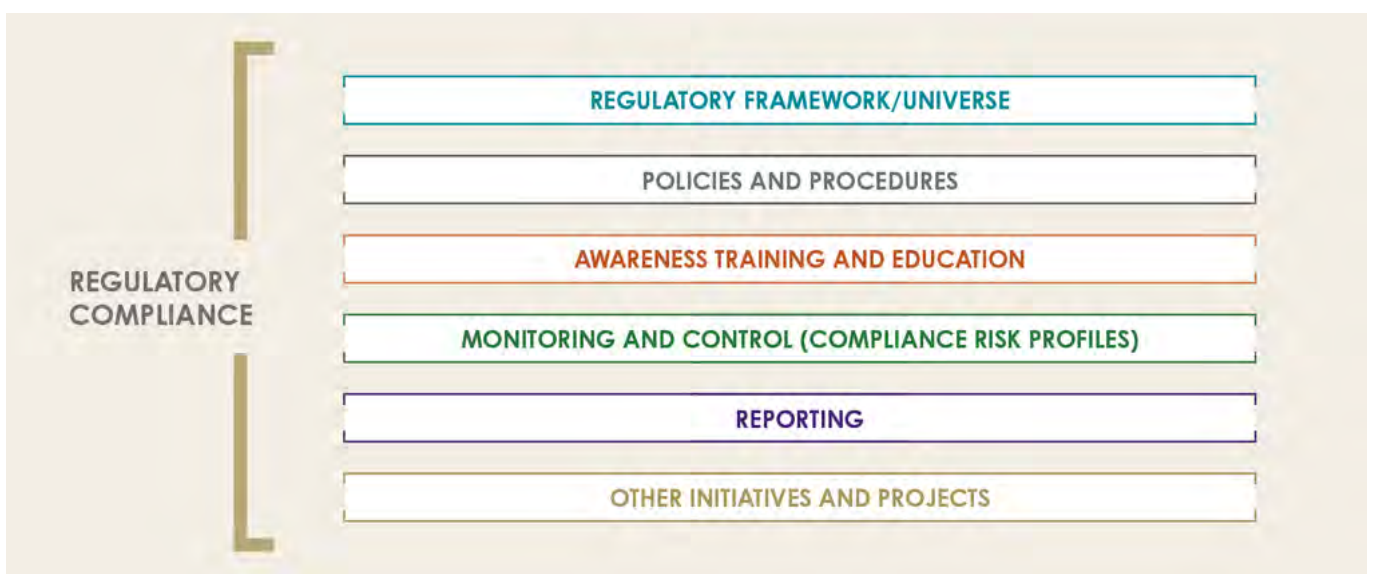 REGULATORY
COMPLIANCE
REGULATORY FRAMEWORK/UNIVERSE
POLICIES AND PROCEDURES
AWARENESS TRAINING AND EDUCATION
MONITORING AND CONTROL (COMPLIANCE RISK PROFILES)
REPORTING
OTHER INITIATIVES AND PROJECTS